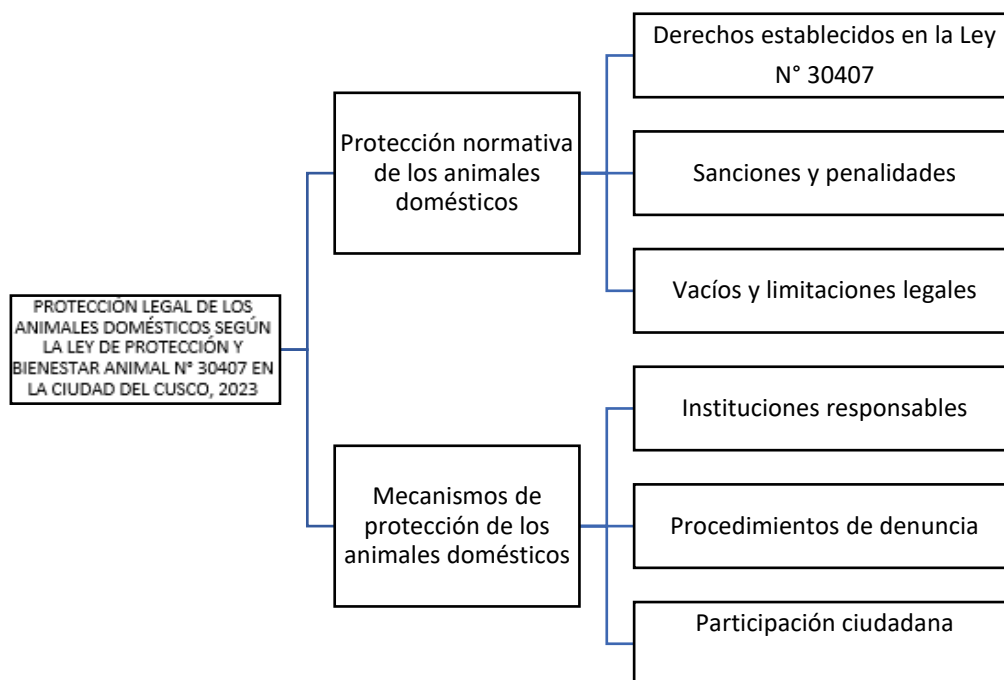 Derechos establecidos en la Ley
N° 30407
Protección normativa
de los animales
domésticos
Sanciones y penalidades
Vacíos y limitaciones legales
PROTECCIÓN LEGAL DE LOS
ANIMALES DOMÉSTICOS SEGÚN
LA LEY DE PROTECCIÓN Y
BIENESTAR ANIMAL N° 30407 EN
LA CIUDAD DEL CUSCO, 2023
Instituciones responsables
Mecanismos de
protección de los
animales domésticos
Procedimientos de denuncia
Participación ciudadana